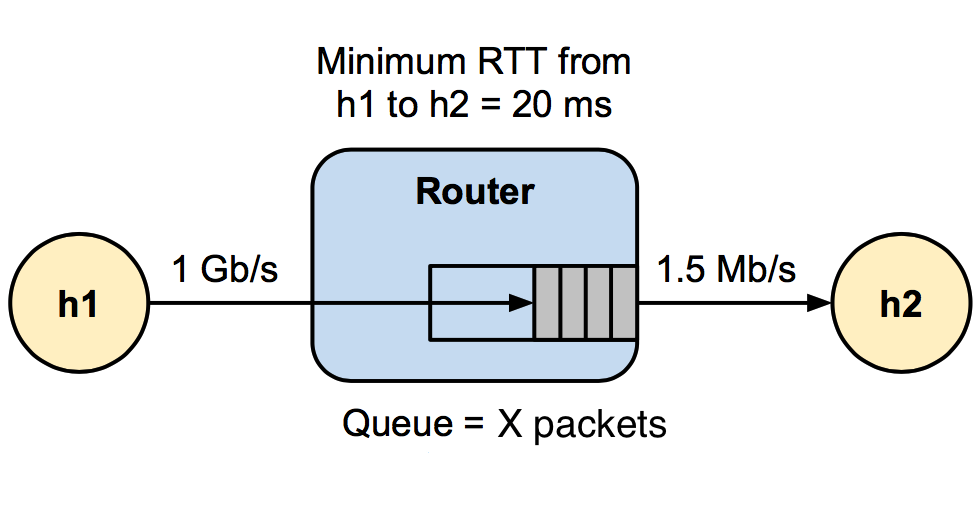 Minimum RTT from
h1 to h2 = 20 ms
Router
h1
1 Gb/s
1.5 Mb/s
h2
Queue = X packets